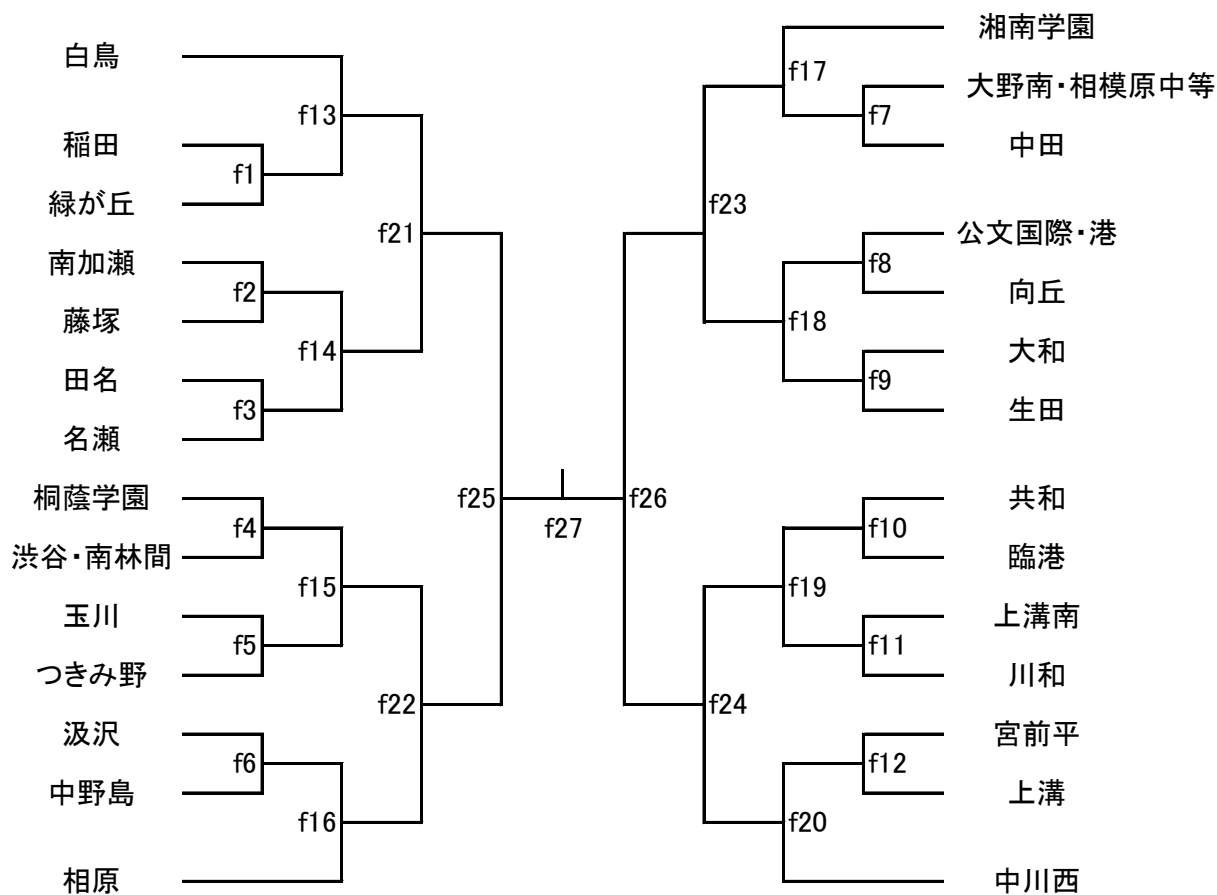 白鳥
f13
稲田
f1
緑が丘
f21
南加瀬
f2
藤塚
f14
田名
f3
名瀬
f25
桐蔭学園
f4
渋谷・南林間
f15
玉川
f5
つきみ野
f22
汲沢
f6
中野島
f16
相原
f27
湘南学園
f17
大野南・相模原中等
f7
中田
f23
公文国際・港
f8
向丘
f18
大和
f9
生田
f26
共和
f10
臨港
f19
上溝南
f11
川和
f24
宮前平
f12
上溝
f20
中川西